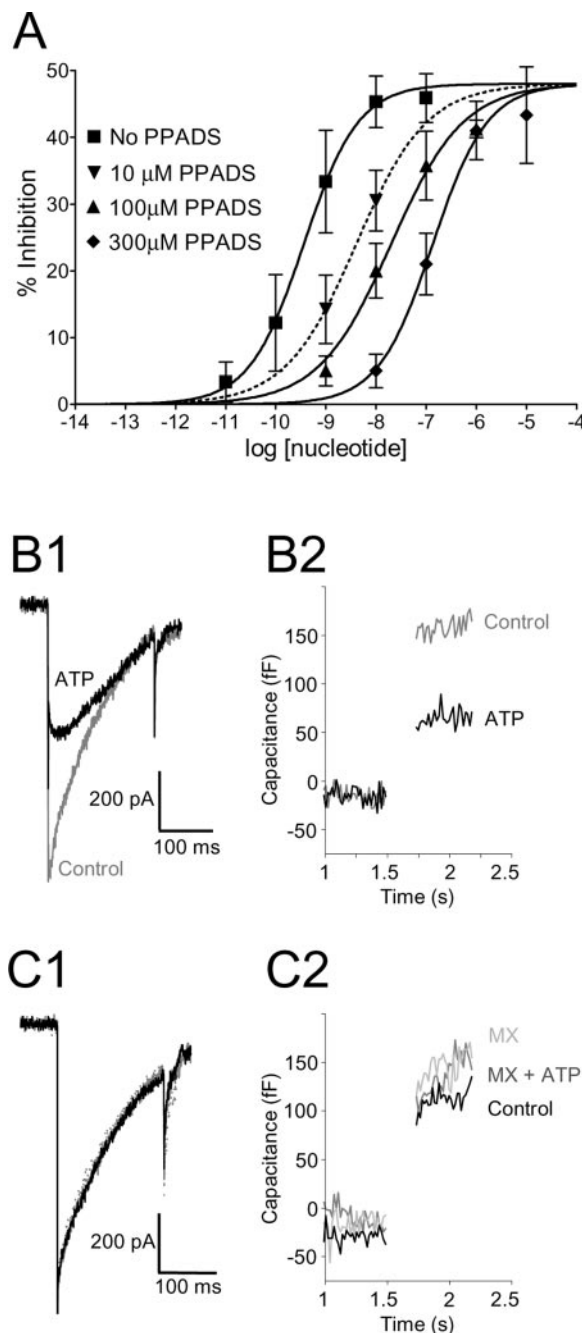 A
50
40
30
20
10
0
% Inhibition
No PPADS
10 µM PPADS
100µM PPADS
300µM PPADS
-14 -13 -12 -11 -10 -9 -8 -7 -6 -5 -4
log [nucleotide]
B1
ATP
Control
200 pA
100 ms
B2
Control
ATP
150
100
50
0
-50
Capacitance (fF)
1 1.5 2 2.5
Time (s)
C1
200 pA
100 ms
C2
MX
MX + ATP
Control
150
100
50
0
-50
Capacitance (fF)
1 1.5 2 2.5
Time (s)